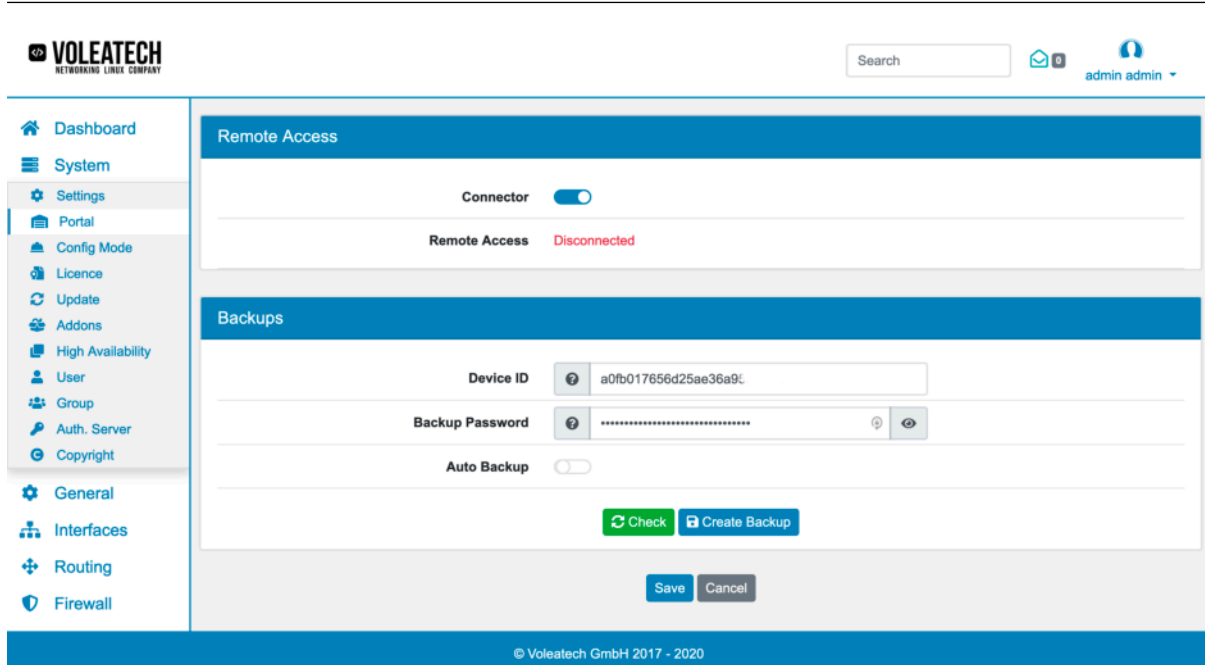 VOLEATECH
NETWORKING LINUX COMPANY
Search
0
admin admin
Dashboard
System
Settings
Portal
Config Mode
Licence
Update
Addons
High Availability
User
Group
Auth. Server
Copyright
General
Interfaces
Routing
Firewall
Remote Access
Connector
Remote Access Disconnected
Backups
Device ID
Backup Password ••••••••••••••••••••••••••••••••
Auto Backup
Check Create Backup
Save Cancel
© Voleatech GmbH 2017 - 2020